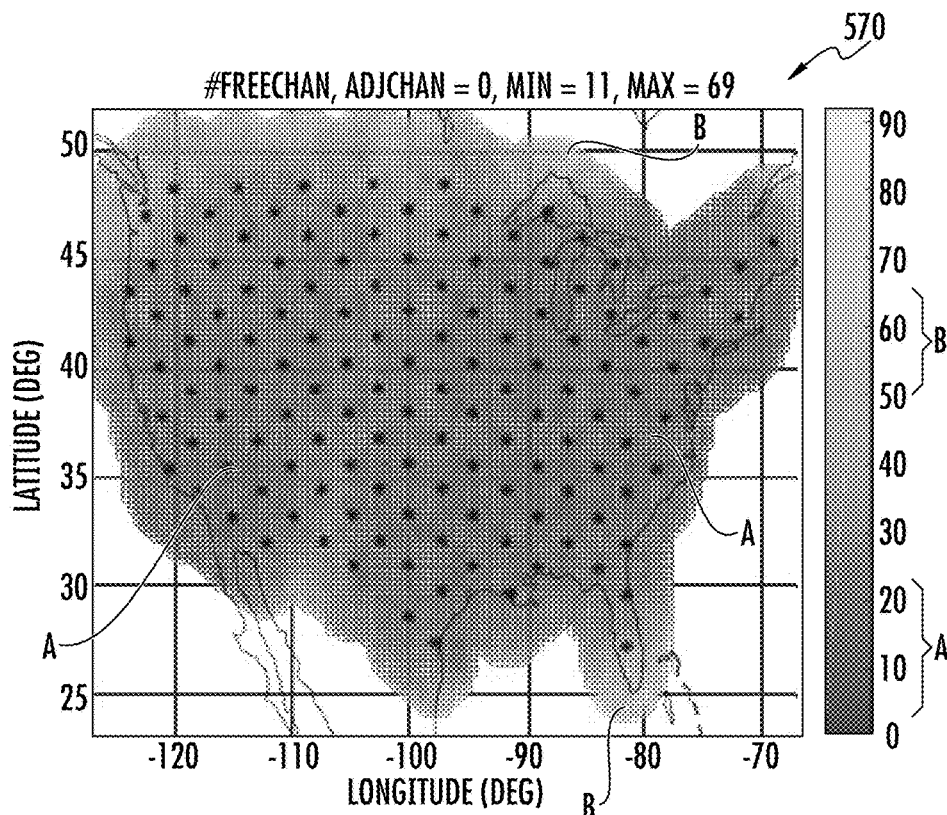 570
#FREECHAN, ADJCHAN = 0, MIN = 11, MAX = 69
B
50
45
40
35
30
25
LATITUDE (DEG)
A
A
-120
-110
-100
-90
-80
-70
LONGITUDE (DEG)
B
90
80
70
60
50
40
30
20
10
0
B
A